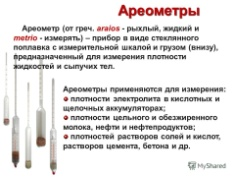 Ареометры
Ареометр (от греч. araios - рыхлый, жидкий и
metrio - измерять) – прибор в виде стеклянного
поплавка с измерительной шкалой и грузом (внизу),
предназначенный для измерения плотности
жидкостей и сыпучих тел.
Ареометры применяются для измерения:
плотности электролита в кислотных и
щелочных аккумуляторах;
плотности цельного и обезжиренного
молока, нефти и нефтепродуктов;
плотностей растворов солей и кислот,
растворов цемента, бетона и др.
MyShared